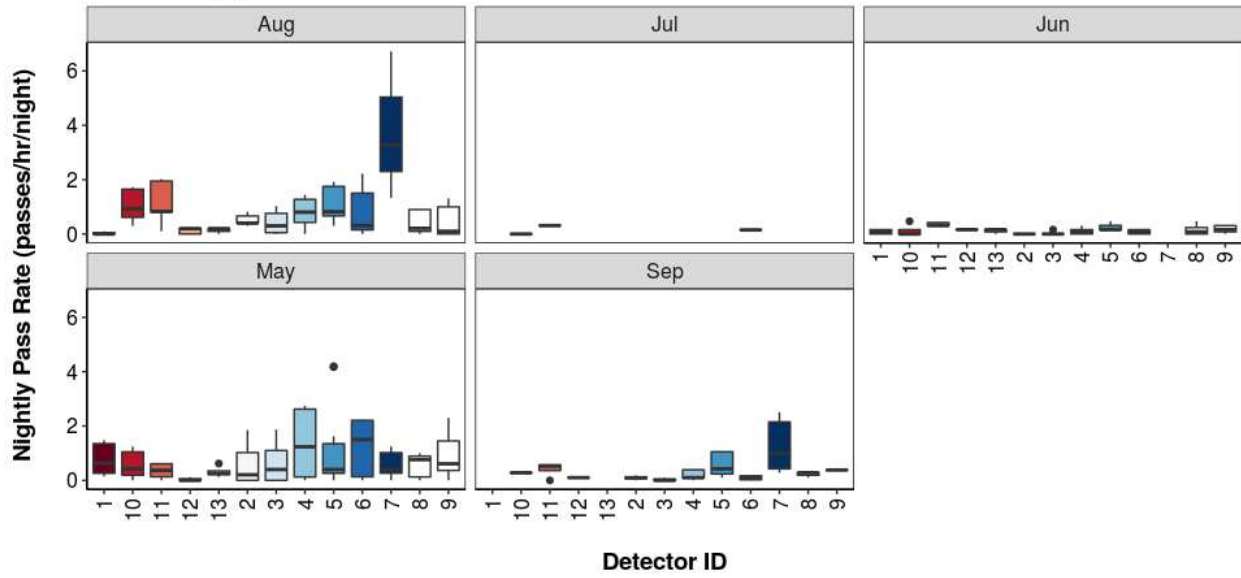 Aug Jul Jun
6
4
2
0
1 10 11 12 13 2 3 4 5 6 7 8 9
May Sep
6
4
2
0
1 10 11 12 13 2 3 4 5 6 7 8 9 1 10 11 12 13 2 3 4 5 6 7 8 9
Nightly Pass Rate (passes/hr/night)
Detector ID